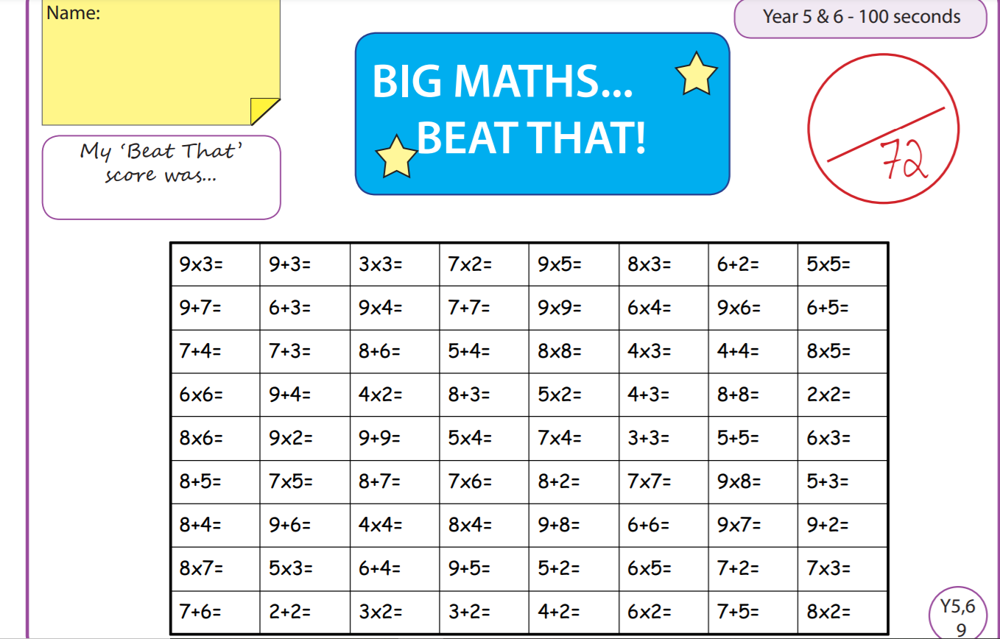 Name:
Year 5 & 6 - 100 seconds
BIG MATHS...
BEAT THAT!
72
My ‘Beat That’
score was...
9x3= 9+3= 3x3= 7x2= 9x5= 8x3= 6+2= 5x5=
9+7= 6+3= 9x4= 7+7= 9x9= 6x4= 9x6= 6+5=
7+4= 7+3= 8+6= 5+4= 8x8= 4x3= 4+4= 8x5=
6x6= 9+4= 4x2= 8+3= 5x2= 4+3= 8+8= 2x2=
8x6= 9x2= 9+9= 5x4= 7x4= 3+3= 5+5= 6x3=
8+5= 7x5= 8+7= 7x6= 8+2= 7x7= 9x8= 5+3=
8+4= 9+6= 4x4= 8x4= 9+8= 6+6= 9x7= 9+2=
8x7= 5x3= 6+4= 9+5= 5+2= 6x5= 7+2= 7x3=
7+6= 2+2= 3x2= 3+2= 4+2= 6x2= 7+5= 8x2=
Y5,6
9